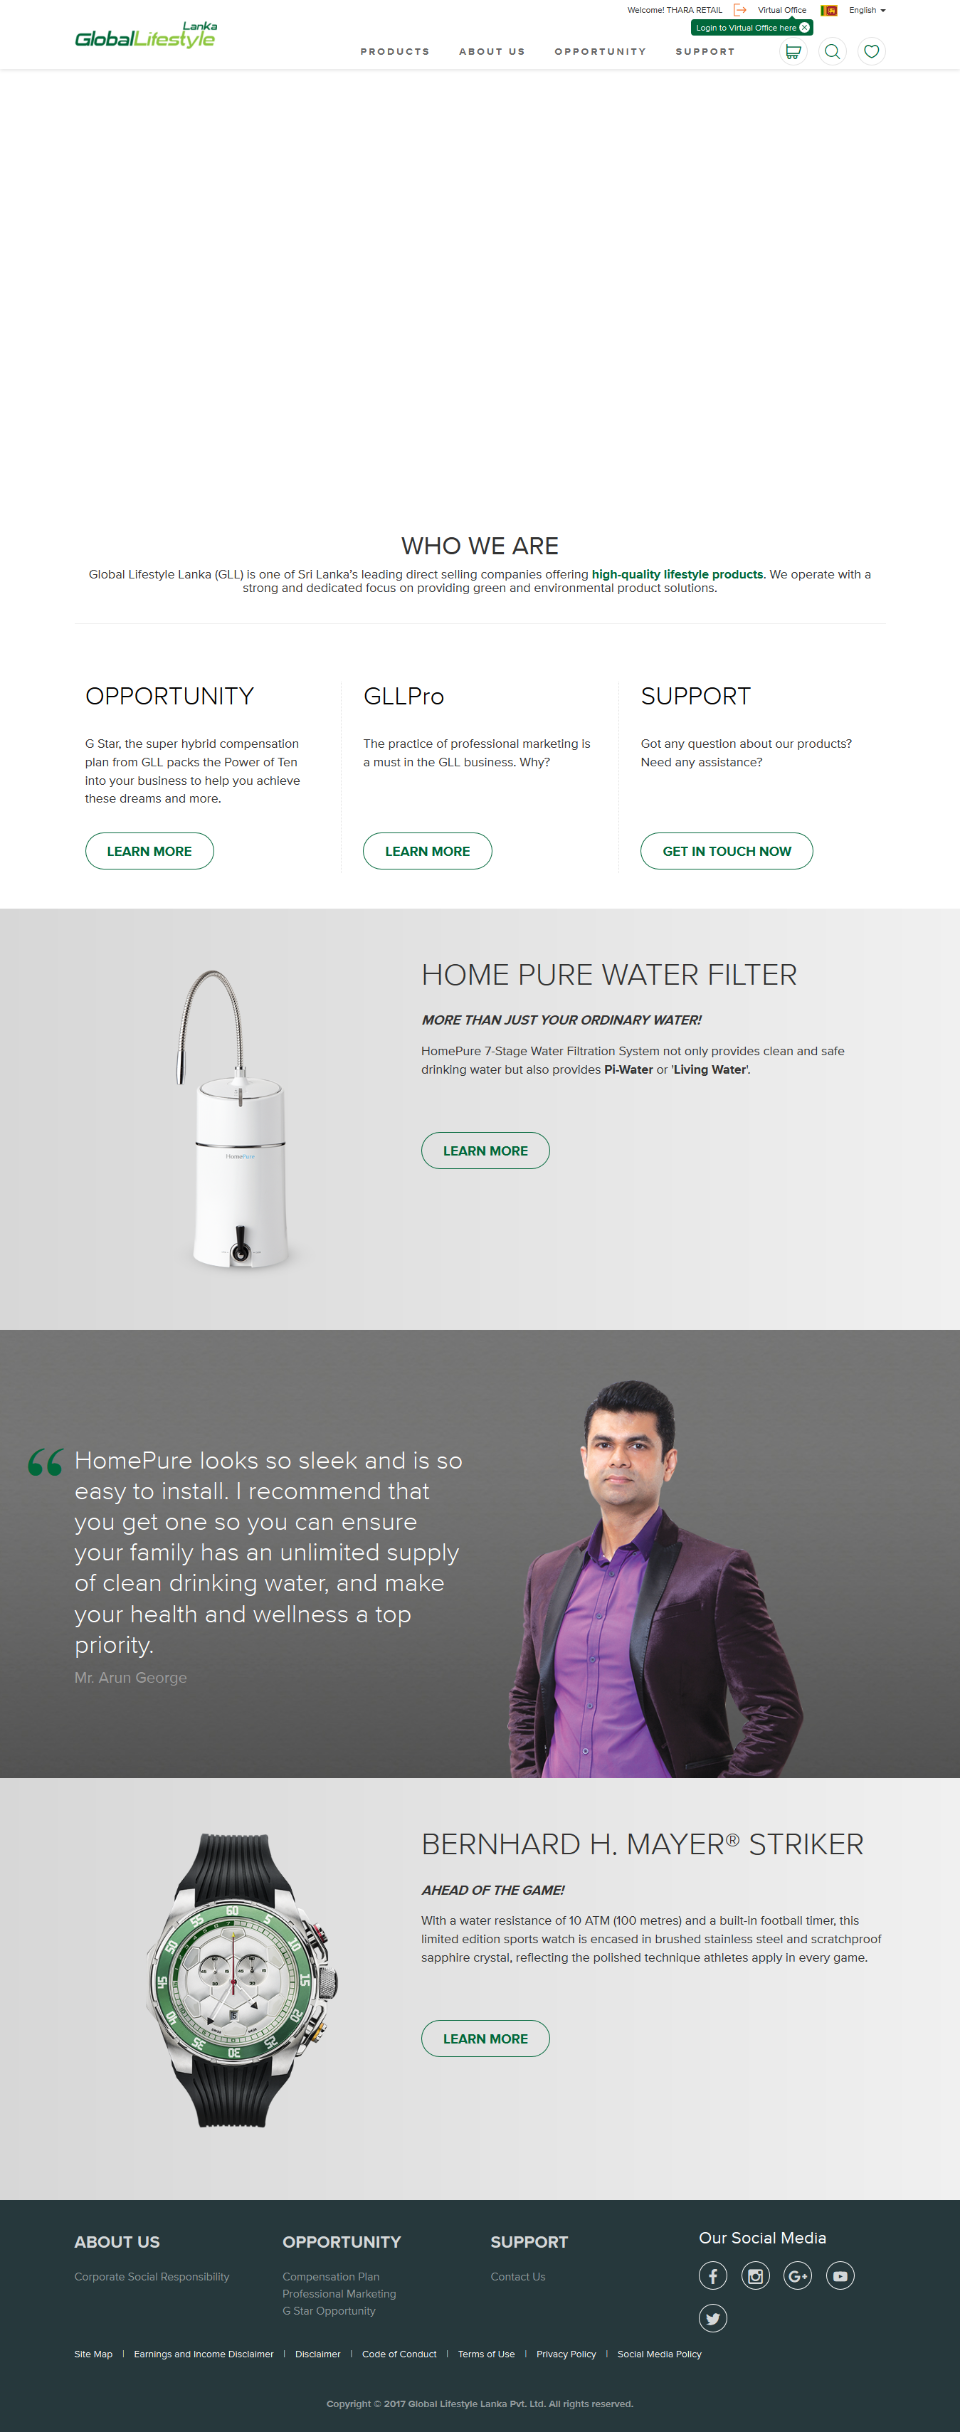 Welcome! THARA RETAIL Virtual Office English
Login to Virtual Office here
Lanka
GlobalLifestyle
PRODUCTS ABOUT US OPPORTUNITY SUPPORT
WHO WE ARE
Global Lifestyle Lanka (GLL) is one of Sri Lanka's leading direct selling companies offering high-quality lifestyle products. We operate with a
strong and dedicated focus on providing green and environmental product solutions.
OPPORTUNITY
G Star, the super hybrid compensation
plan from GLL packs the Power of Ten
into your business to help you achieve
these dreams and more.
LEARN MORE
GLLPro
The practice of professional marketing is
a must in the GLL business. Why?
LEARN MORE
SUPPORT
Got any question about our products?
Need any assistance?
GET IN TOUCH NOW
HomePure
HOME PURE WATER FILTER
MORE THAN JUST YOUR ORDINARY WATER!
HomePure 7-Stage Water Filtration System not only provides clean and safe
drinking water but also provides Pi-Water or 'Living Water'.
LEARN MORE
“ HomePure looks so sleek and is so
easy to install. I recommend that
you get one so you can ensure
your family has an unlimited supply
of clean drinking water, and make
your health and wellness a top
priority.
Mr. Arun George
60 5 10 15 20 25 30 35 40 45 50 55
BERNHARD H. MAYER® STRIKER
AHEAD OF THE GAME!
With a water resistance of 10 ATM (100 metres) and a built-in football timer, this
limited edition sports watch is encased in brushed stainless steel and scratchproof
sapphire crystal, reflecting the polished technique athletes apply in every game.
LEARN MORE
ABOUT US
Corporate Social Responsibility
OPPORTUNITY
Compensation Plan
Professional Marketing
G Star Opportunity
SUPPORT
Contact Us
Our Social Media
Site Map | Earnings and Income Disclaimer | Disclaimer | Code of Conduct | Terms of Use | Privacy Policy | Social Media Policy
Copyright © 2017 Global Lifestyle Lanka Pvt. Ltd. All rights reserved.